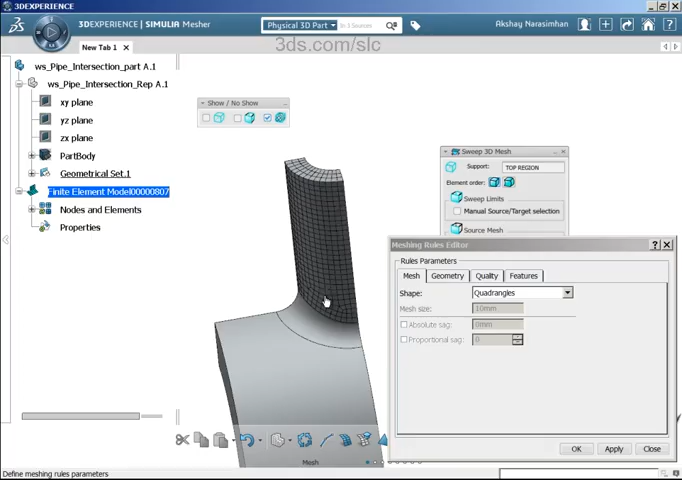 3DEXPERIENCE
3DEXPERIENCE | SIMULIA Mesher
Physical 3D Part
in 3 Sources
Akshay Narasimhan
New Tab 1
3ds.com/slc
ws_Pipe_Intersection_part A.1
ws_Pipe_Intersection_Rep A.1
xy plane
yz plane
zx plane
PartBody
Geometrical Set.1
Finite Element Model00000807
Nodes and Elements
Properties
Show / No Show
Sweep 3D Mesh
Support: TOP REGION
Element order:
Sweep Limits
Manual Source/Target selection
Source Mesh
Meshing Rules Editor
Rules Parameters
Mesh Geometry Quality Features
Shape: Quadrangles
Mesh size: 10mm
Absolute sag: 0mm
Proportional sag: 0
OK Apply Close
Mesh
Define meshing rules parameters